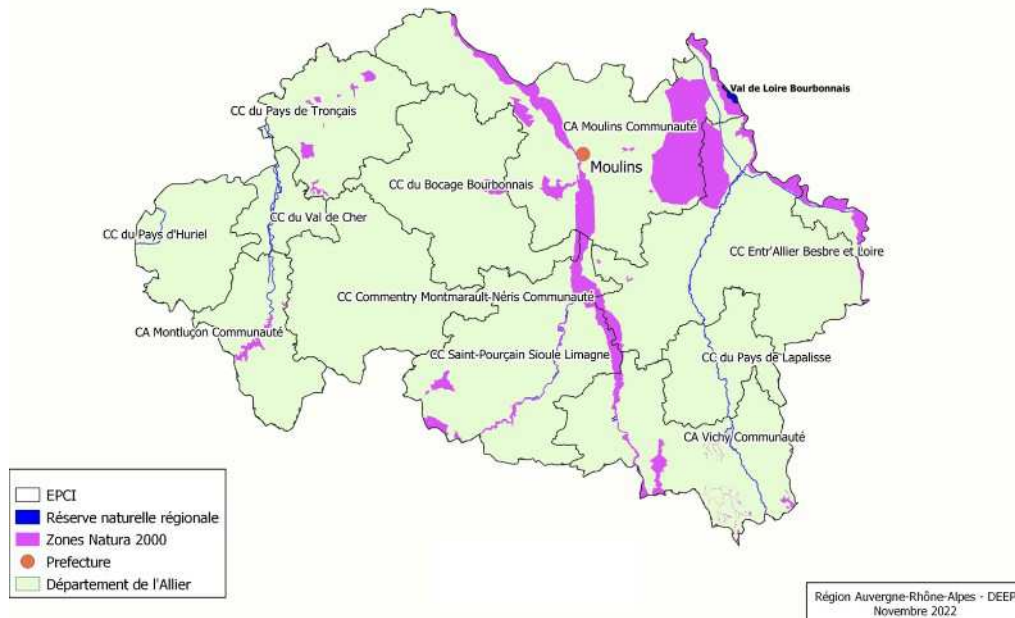 Val de Loire Bourbonnais
CC du Pays de Tronçais
CA Moulins Communauté
Moulins
CC du Bocage Bourbonnais
CC du Val de Cher
CC du Pays d'Huriel
CC Entr'Allier Besbre et Loire
CC Commentry Montmarault-Néris Communauté
CA Montluçon Communauté
CC Saint-Pourçain Sioule Limagne
CC du Pays de Lapalisse
CA Vichy Communauté
EPCI
Réserve naturelle régionale
Zones Natura 2000
Prefecture
Département de l'Allier
Région Auvergne-Rhône-Alpes - DEEP
Novembre 2022